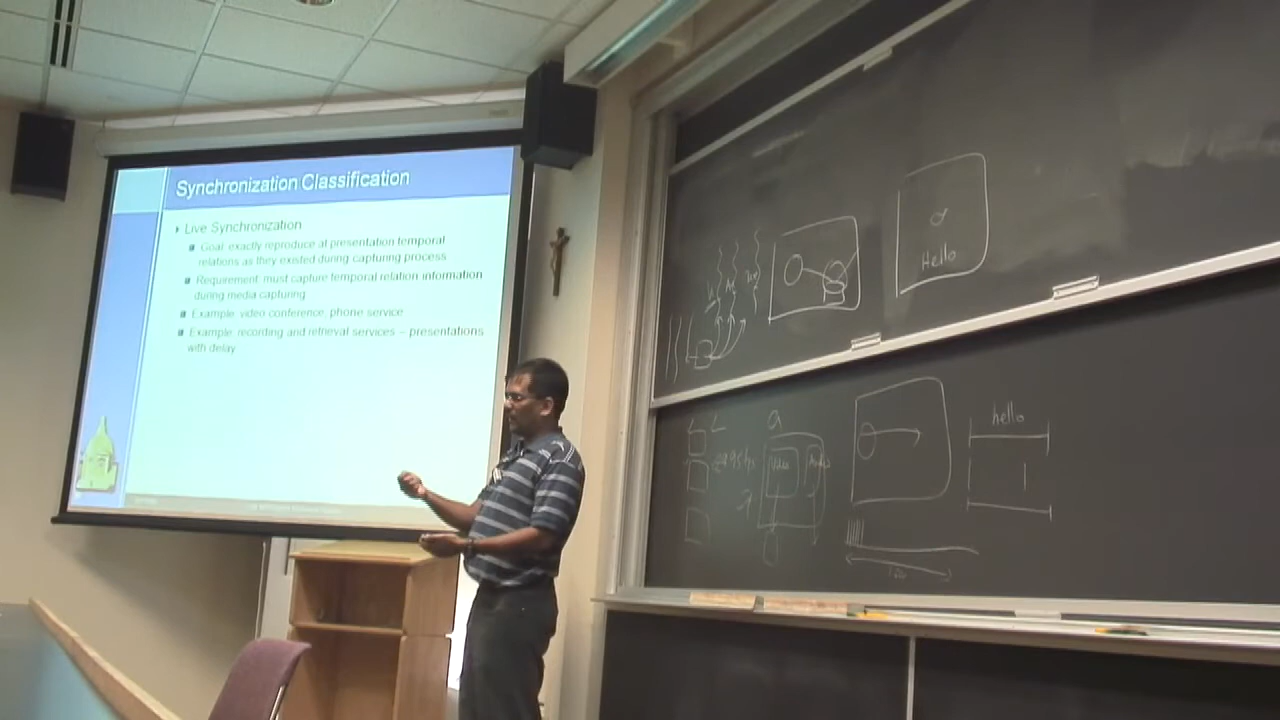 Synchronization Classification
Live Synchronization
Goal: exactly reproduce at presentation temporal
relations as they existed during capturing process
Requirement: must capture temporal relation information
during media capturing
Example: video conference, phone service
Example: recording and retrieval services – presentations
with delay
Hello
hello
a
Video
100